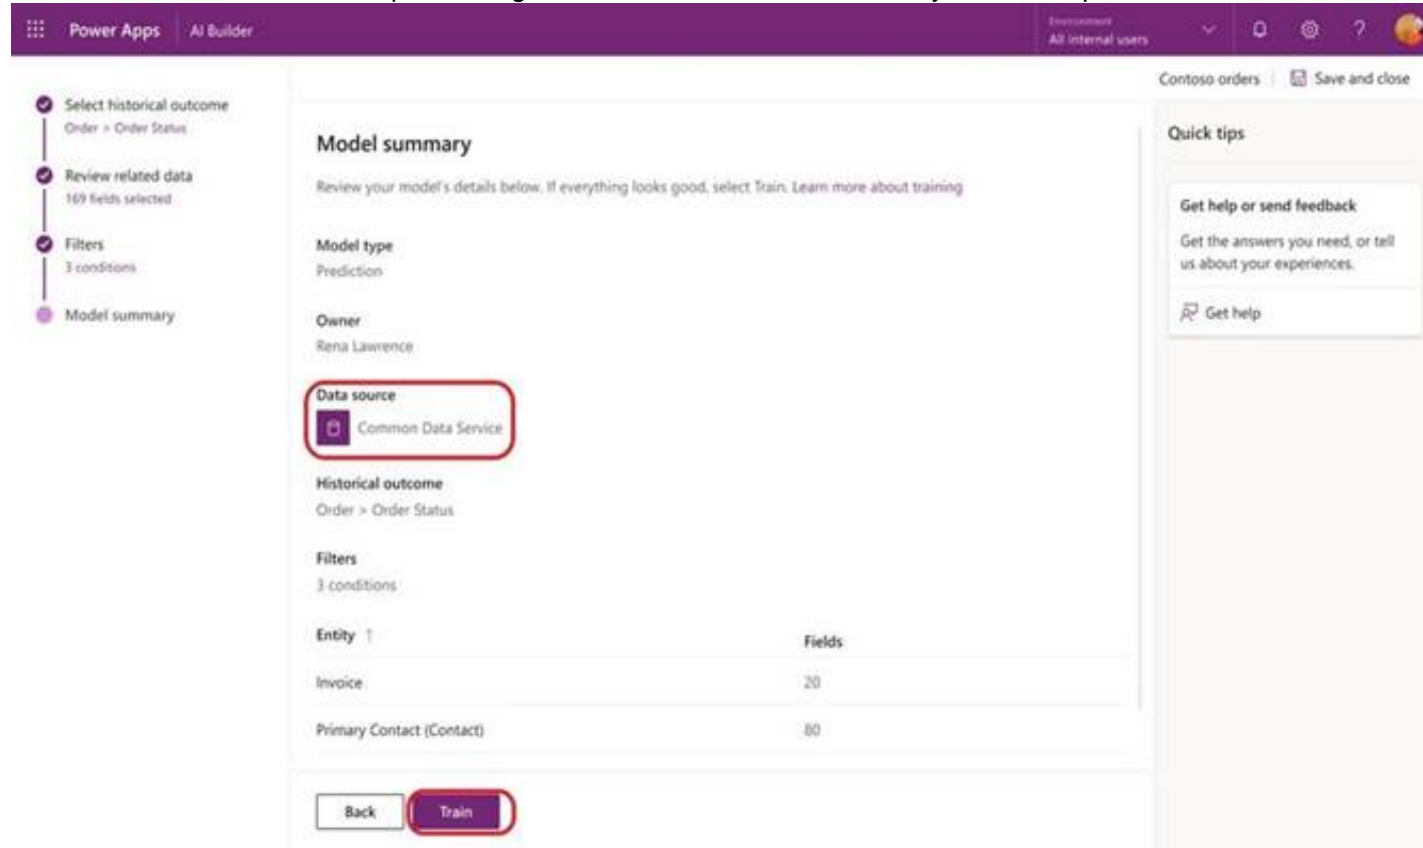 Power Apps AI Builder
Environment
All internal users
?
Contoso orders
Save and close
Select historical outcome
Order > Order Status
Review related data
169 fields selected
Filters
3 conditions
Model summary
Model summary
Review your model's details below. If everything looks good, select Train. Learn more about training
Model type
Prediction
Owner
Rena Lawrence
Data source
Common Data Service
Historical outcome
Order > Order Status
Filters
3 conditions
Entity ↑ Fields
Invoice 20
Primary Contact (Contact) 80
Back Train
Quick tips
Get help or send feedback
Get the answers you need, or tell
us about your experiences.
Get help